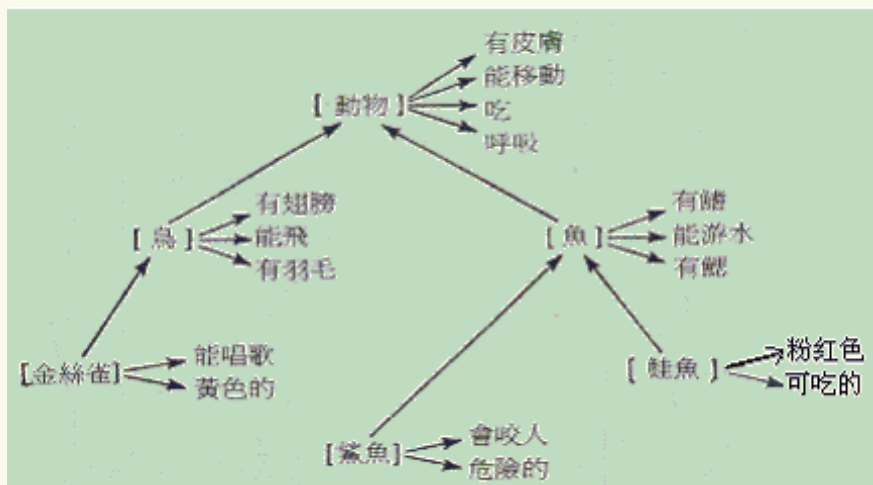 有皮膚
能移動
[ 動物 ]
吃
呼吸
有翅膀
[ 鳥 ]
能飛
有羽毛
有鰭
[ 魚 ]
能游水
有鰓
能唱歌
[金絲雀]
黃色的
粉红色
[ 鮭魚 ]
可吃的
會咬人
[鯊魚]
危險的